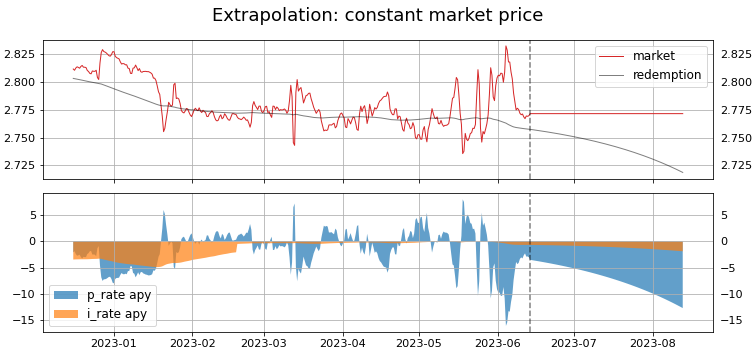 Extrapolation: constant market price
2.825 2.825
2.800 2.800
2.775 2.775
2.750 2.750
2.725 2.725
market
redemption
5 5
0 0
−5 −5
−10 −10
−15 −15
p_rate apy
i_rate apy
2023-01 2023-02 2023-03 2023-04 2023-05 2023-06 2023-07 2023-08